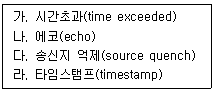 가. 시간초과(time exceeded)
나. 에코(echo)
다. 송신지 억제(source quench)
라. 타임스탬프(timestamp)